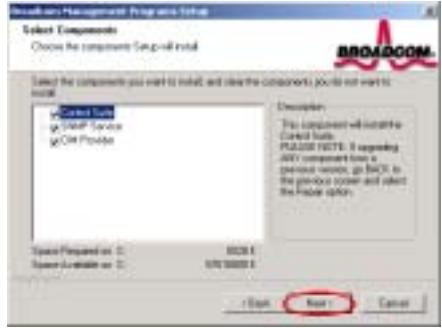 Broadcom Management Programs Setup
Select Components
Choose the components Setup will install.
BROADCOM
Select the components you want to install, and clear the components you do not want to
install.
Control Suite
SNMP Service
CIM Provider
Description
This component will install the
Control Suite.
PLEASE NOTE: If upgrading
ANY component from a
previous version, go BACK to
the previous screen and select
the Repair option.
Space Required on C:
Space Available on C:
< Back
Next >
Cancel